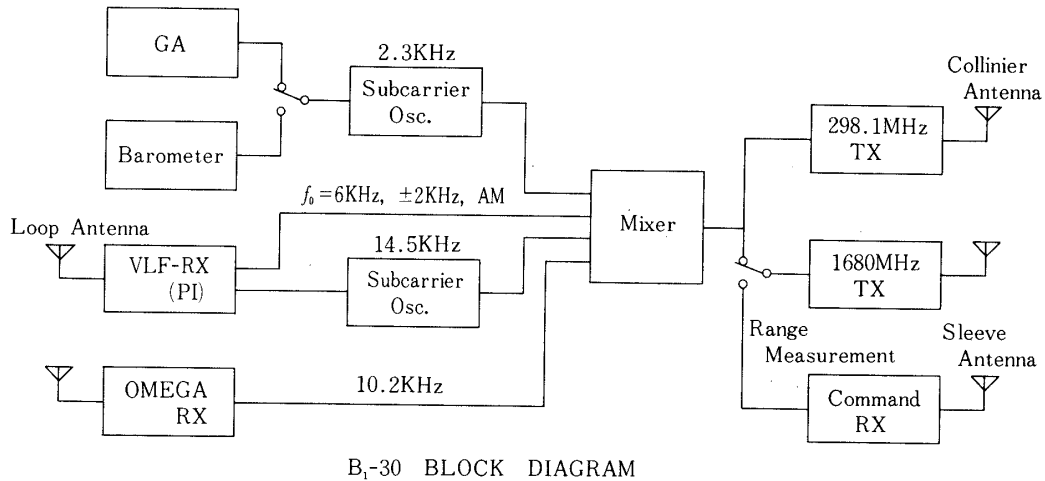 GA
2.3KHz
Subcarrier
Osc.
Barometer
Collinier
Antenna
298.1MHz
TX
f₀=6KHz, ±2KHz, AM
Mixer
Loop Antenna
VLF-RX
(PI)
14.5KHz
Subcarrier
Osc.
1680MHz
TX
Range
Measurement
Sleeve
Antenna
OMEGA
RX
10.2KHz
Command
RX
B₁-30 BLOCK DIAGRAM